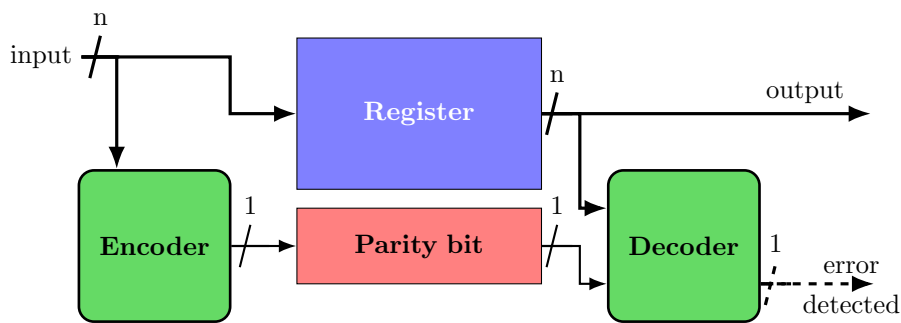 n
input
Register
n
output
Encoder
1
Parity bit
1
Decoder
1
error
detected